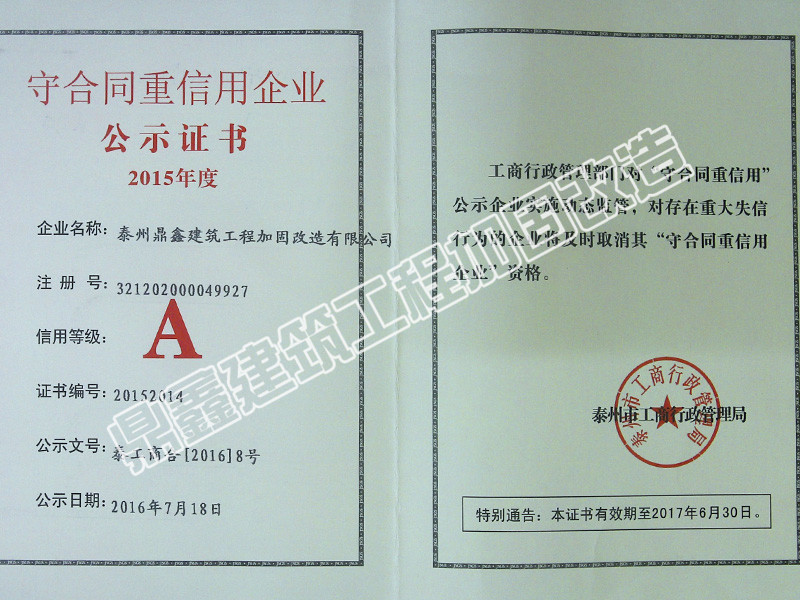 守合同重信用企业
公示证书
2015年度
企业名称：泰州鼎鑫建筑工程加固改造有限公司
注 册 号：321202000049927
信用等级：A
证书编号：20152014
公示文号：泰工商合[2016]8号
公示日期：2016年7月18日
工商行政管理部门对“守合同重信用”
公示企业实施动态监管，对存在重大失信
行为的企业将及时取消其“守合同重信用
企业”资格。
泰州市工商行政管理局
泰州市工商行政管理局
特别通告：本证书有效期至2017年6月30日。
鼎鑫建筑工程加固改造